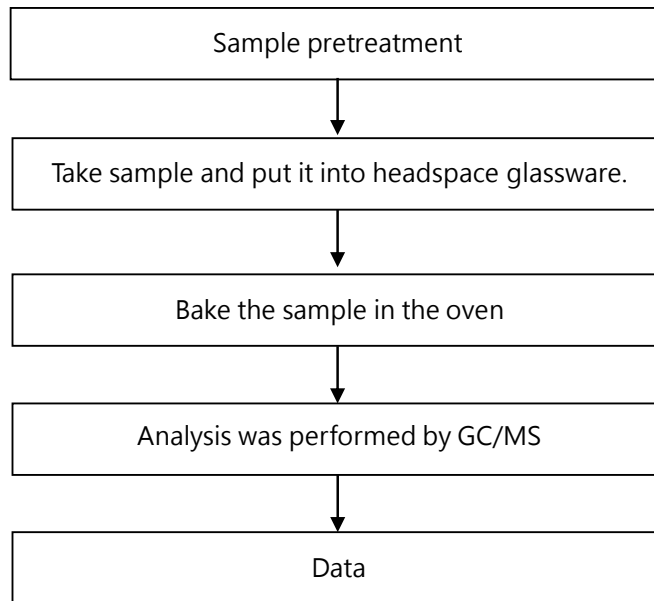 Sample pretreatment
Take sample and put it into headspace glassware.
Bake the sample in the oven
Analysis was performed by GC/MS
Data